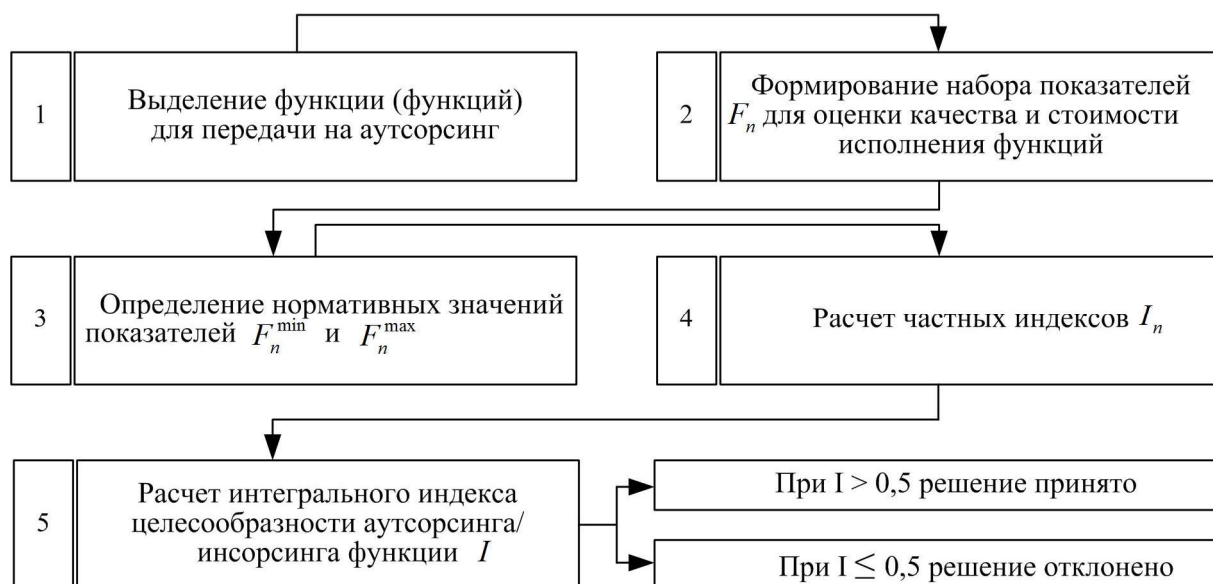 1
Выделение функции (функций)
для передачи на аутсорсинг
2
Формирование набора показателей
F_n для оценки качества и стоимости
исполнения функций
3
Определение нормативных значений
показателей F_n^min и F_n^max
4
Расчет частных индексов I_n
5
Расчет интегрального индекса
целесообразности аутсорсинга/
инсорсинга функции I
При I > 0,5 решение принято
При I ≤ 0,5 решение отклонено